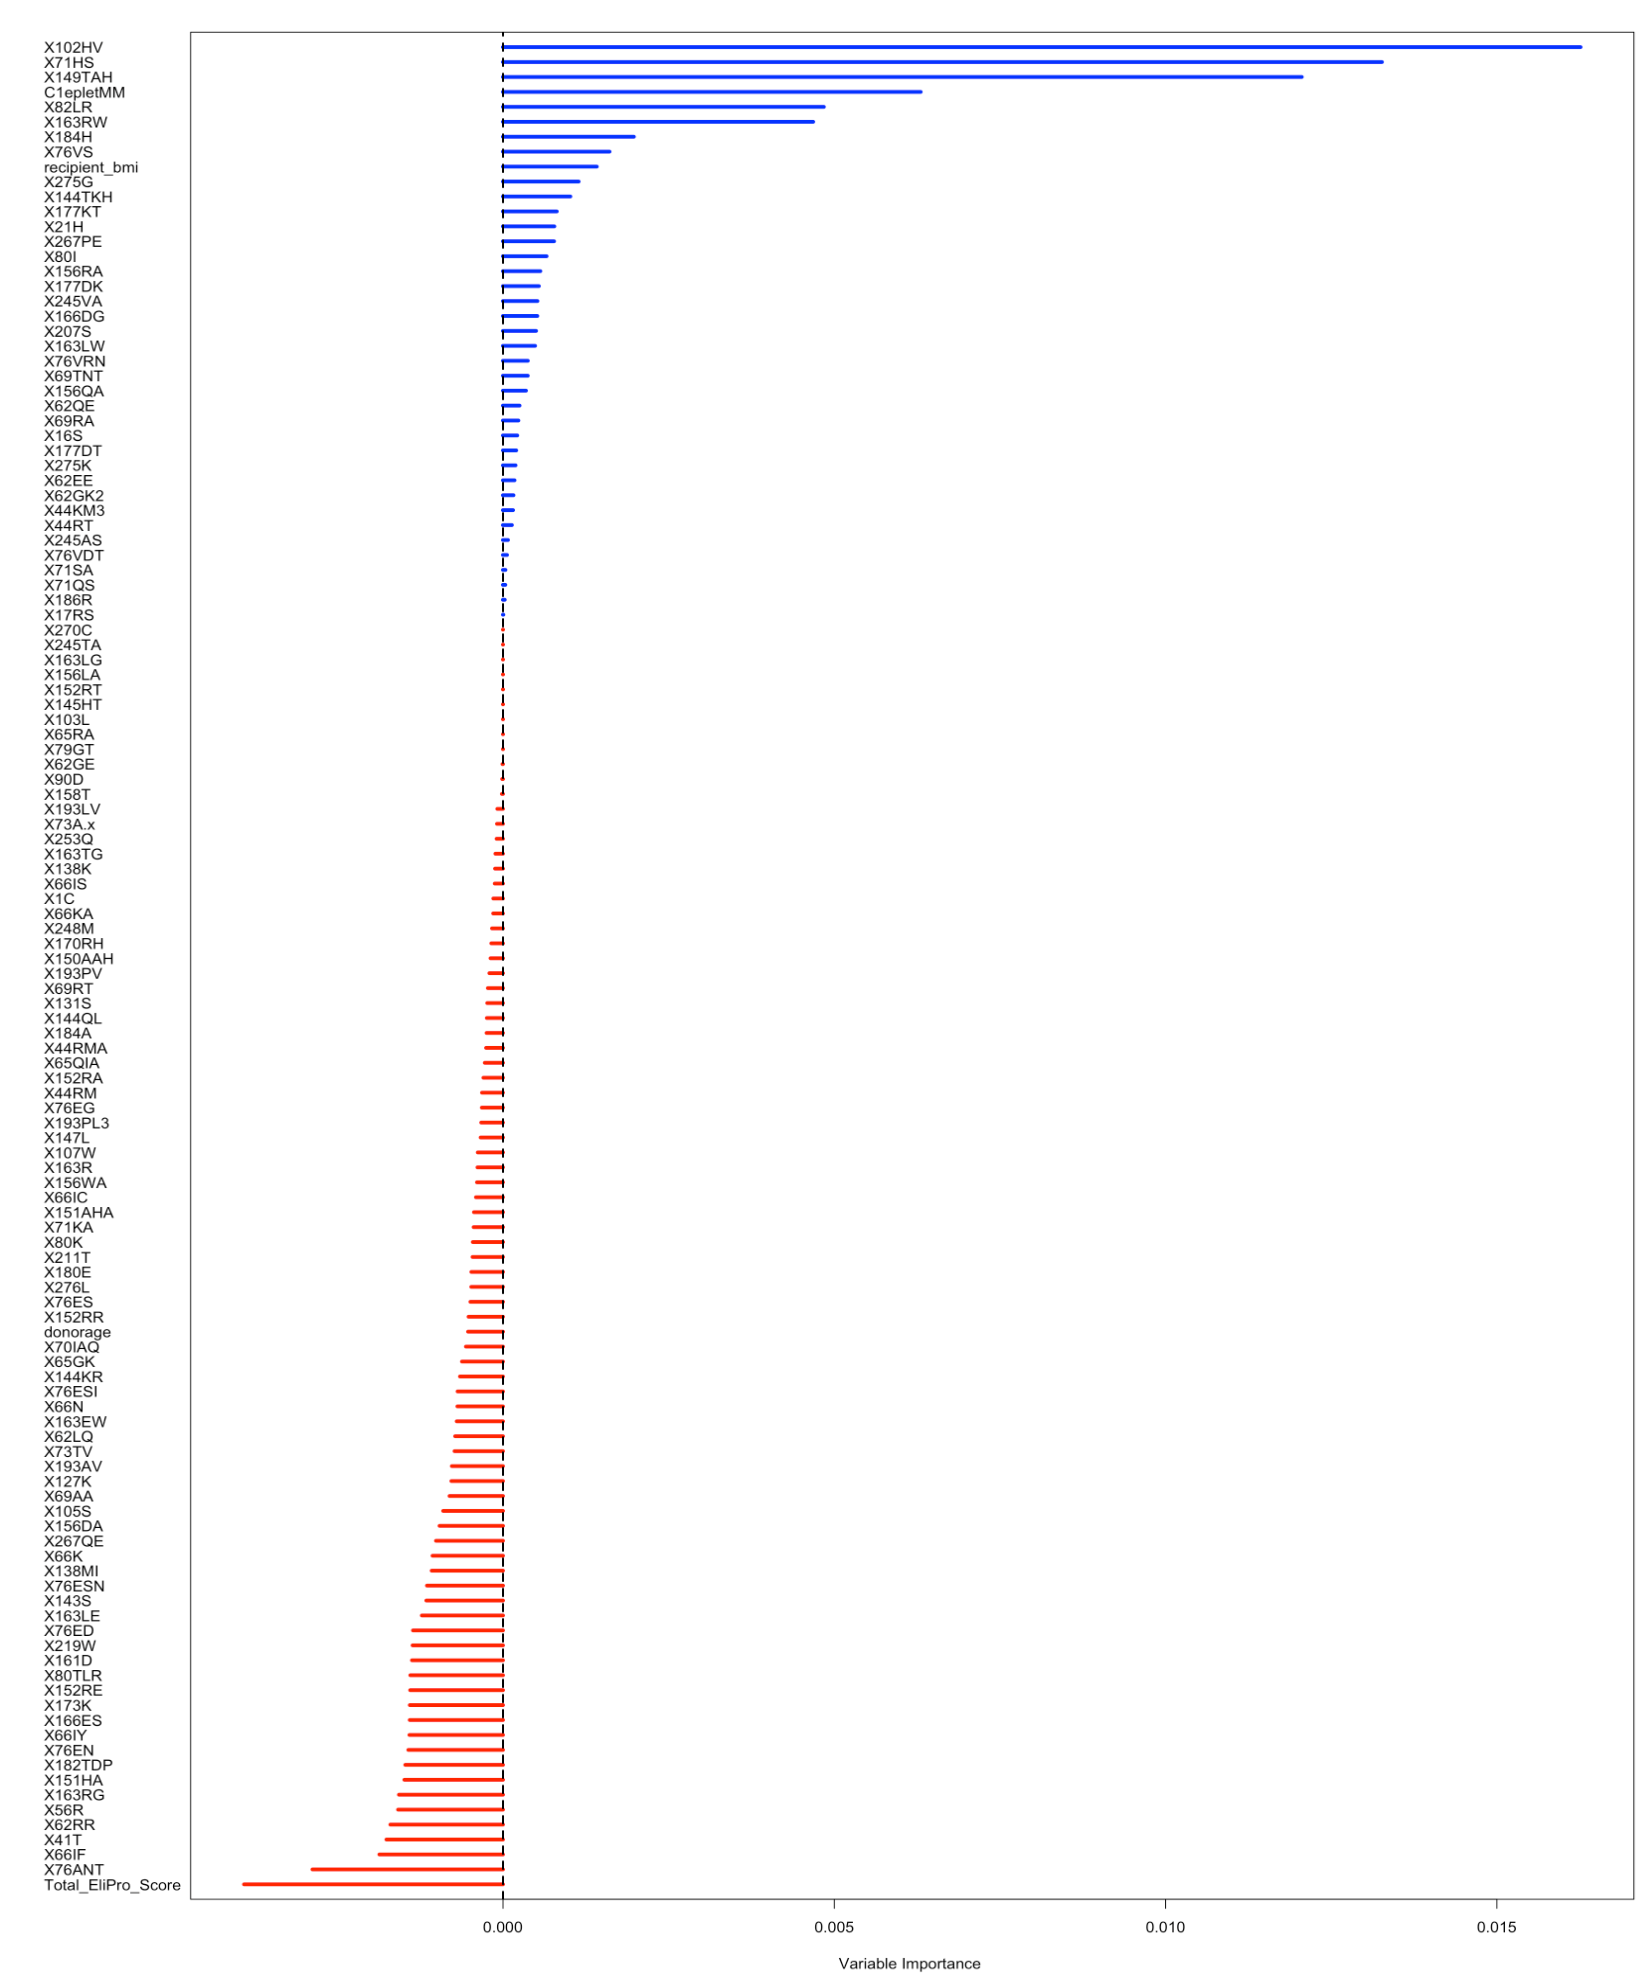 X102HV
X71HS
X149TAH
C1epletMM
X82LR
X163RW
X184H
X76VS
recipient_bmi
X275G
X144TKH
X177KT
X21H
X267PE
X80I
X156RA
X177DK
X245VA
X166DG
X207S
X163LW
X76VRN
X69TNT
X156QA
X62QE
X69RA
X16S
X177DT
X275K
X62EE
X62GK2
X44KM3
X44RT
X245AS
X76VDT
X71SA
X71QS
X186R
X17RS
X270C
X245TA
X163LG
X156LA
X152RT
X145HT
X103L
X65RA
X79GT
X62GE
X90D
X158T
X193LV
X73A.x
X253Q
X163TG
X138K
X66IS
X1C
X66KA
X248M
X170RH
X150AAH
X193PV
X69RT
X131S
X144QL
X184A
X44RMA
X65QIA
X152RA
X44RM
X76EG
X193PL3
X147L
X107W
X163R
X156WA
X66IC
X151AHA
X71KA
X80K
X211T
X180E
X276L
X76ES
X152RR
donorage
X70IAQ
X65GK
X144KR
X76ESI
X66N
X163EW
X62LQ
X73TV
X193AV
X127K
X69AA
X105S
X156DA
X267QE
X66K
X138MI
X76ESN
X143S
X163LE
X76ED
X219W
X161D
X80TLR
X152RE
X173K
X166ES
X66IY
X76EN
X182TDP
X151HA
X163RG
X56R
X62RR
X41T
X66IF
X76ANT
Total_EliPro_Score
0.000 0.005 0.010 0.015
Variable Importance